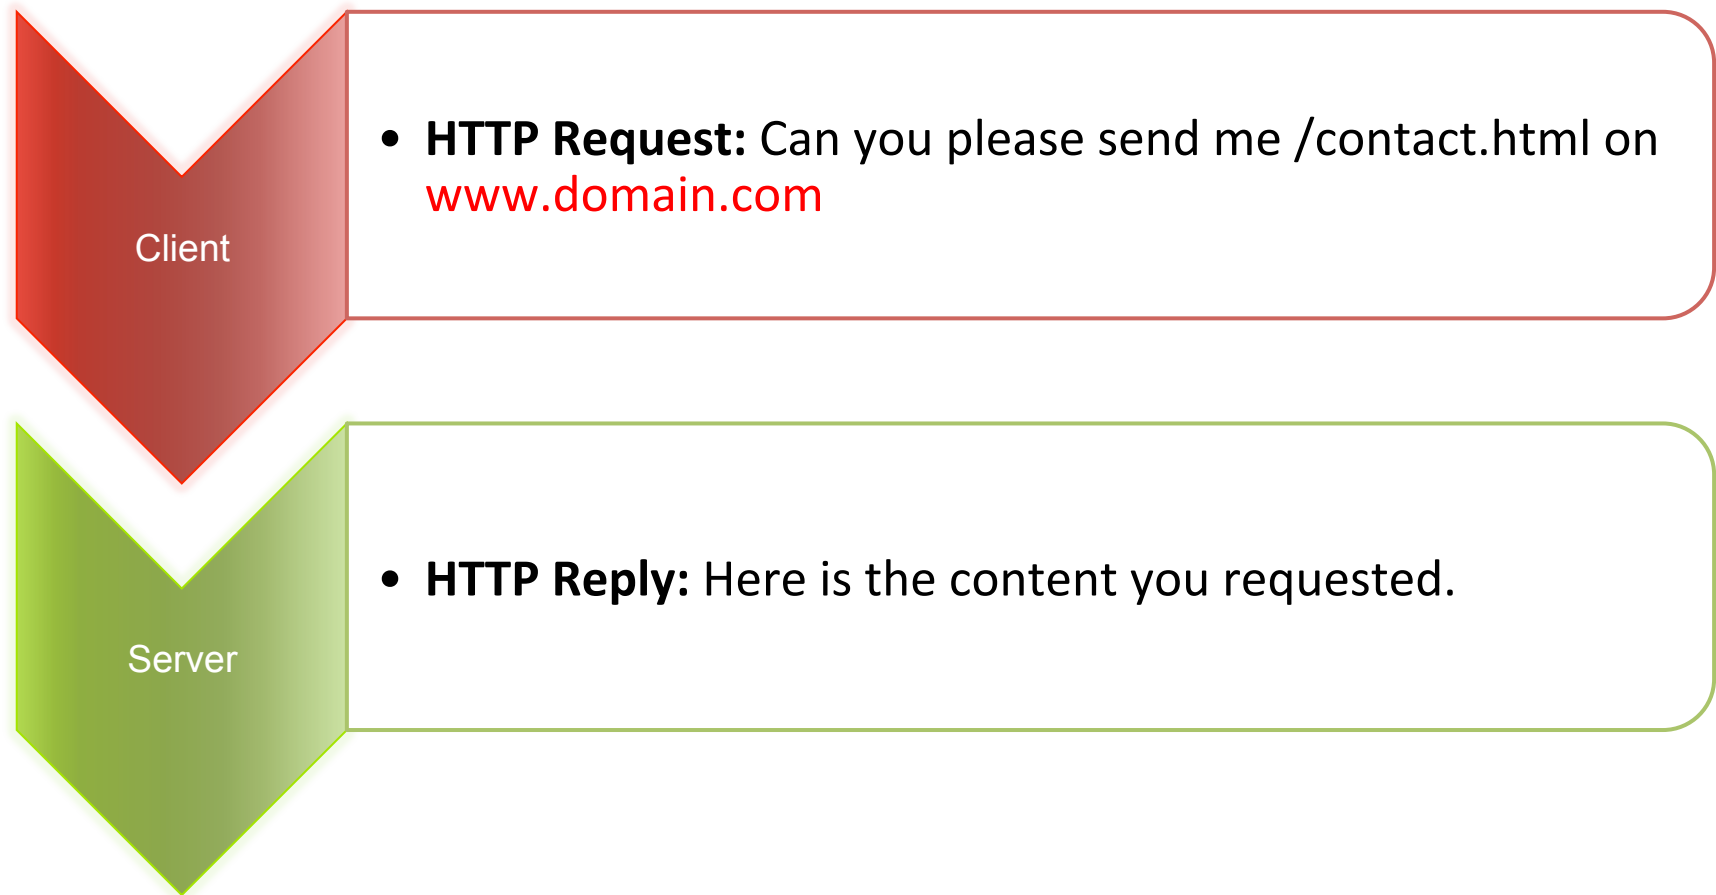 Client
• HTTP Request: Can you please send me /contact.html on
www.domain.com
Server
• HTTP Reply: Here is the content you requested.